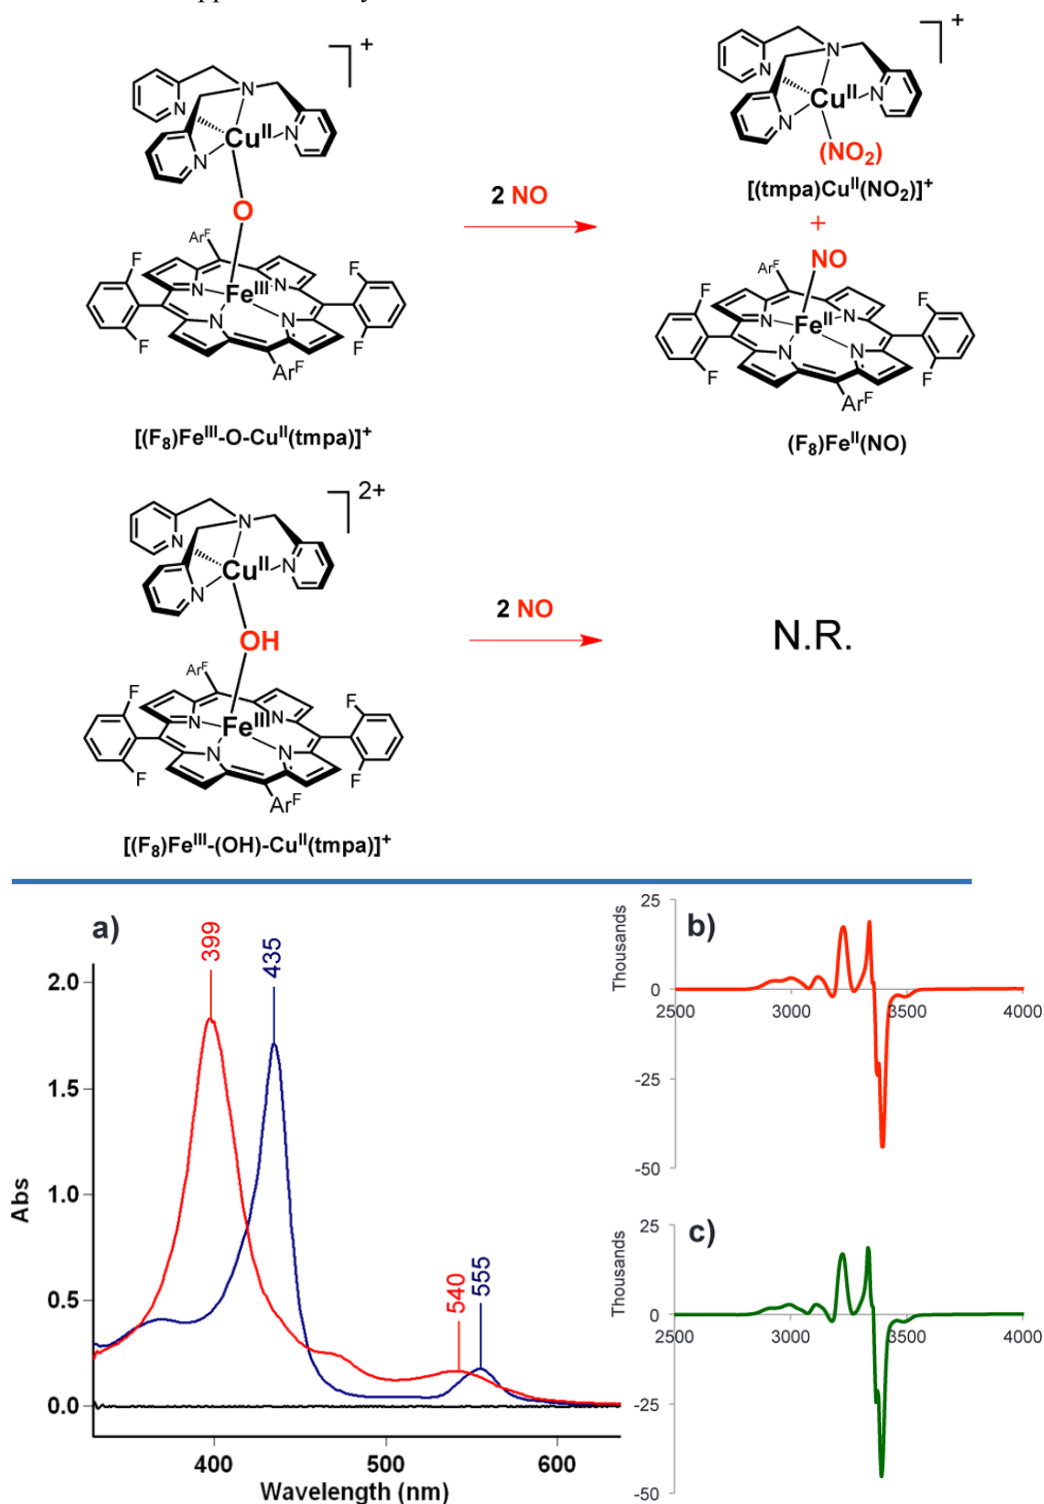 ]+
N
N
N
N
Cu^II
O
Ar^F
F
F
F
F
N
N
N
N
Fe^III
Ar^F
[(F₈)Fe^III-O-Cu^II(tmpa)]⁺
2 NO
]+
N
N
N
N
Cu^II
(NO₂)
[(tmpa)Cu^II(NO₂)]⁺
+
NO
Ar^F
F
F
F
F
N
N
N
N
Fe^II
Ar^F
(F₈)Fe^II(NO)
]2+
N
N
N
N
Cu^II
OH
Ar^F
F
F
F
F
N
N
N
N
Fe^III
Ar^F
[(F₈)Fe^III-(OH)-Cu^II(tmpa)]⁺
2 NO
N.R.
a)
399
435
540
555
2.0
1.5
1.0
0.5
0.0
Abs
400 500 600
Wavelength (nm)
b)
Thousands
25
0
-25
-50
2500 3000 3500 4000
c)
Thousands
25
0
-25
-50
2500 3000 3500 4000